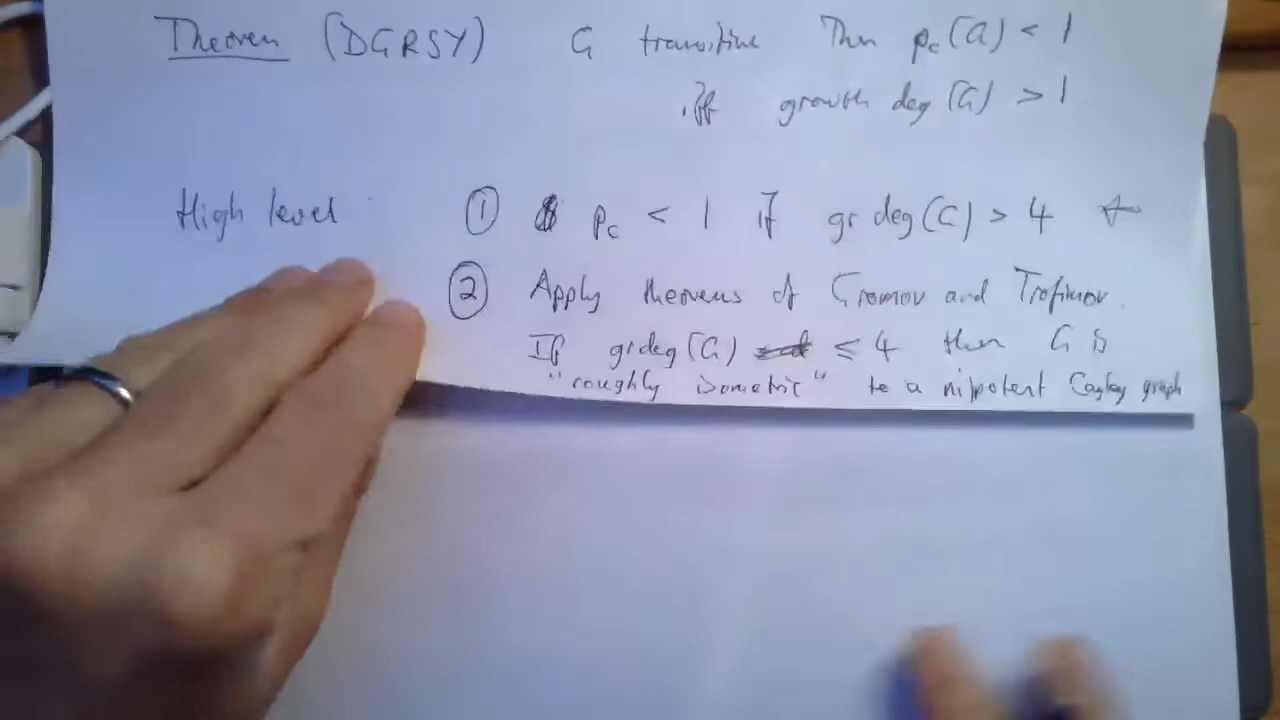 Theorem (DGRSY) G transitive Then pc(G) < 1
iff growth deg(G) > 1
High level
① pc < 1 if gr deg(G) > 4 ←
② Apply theorems of Gromov and Trofimov.
If gr deg(G) ≤ 4 then G is
"roughly isometric" to a nilpotent Cayley graph